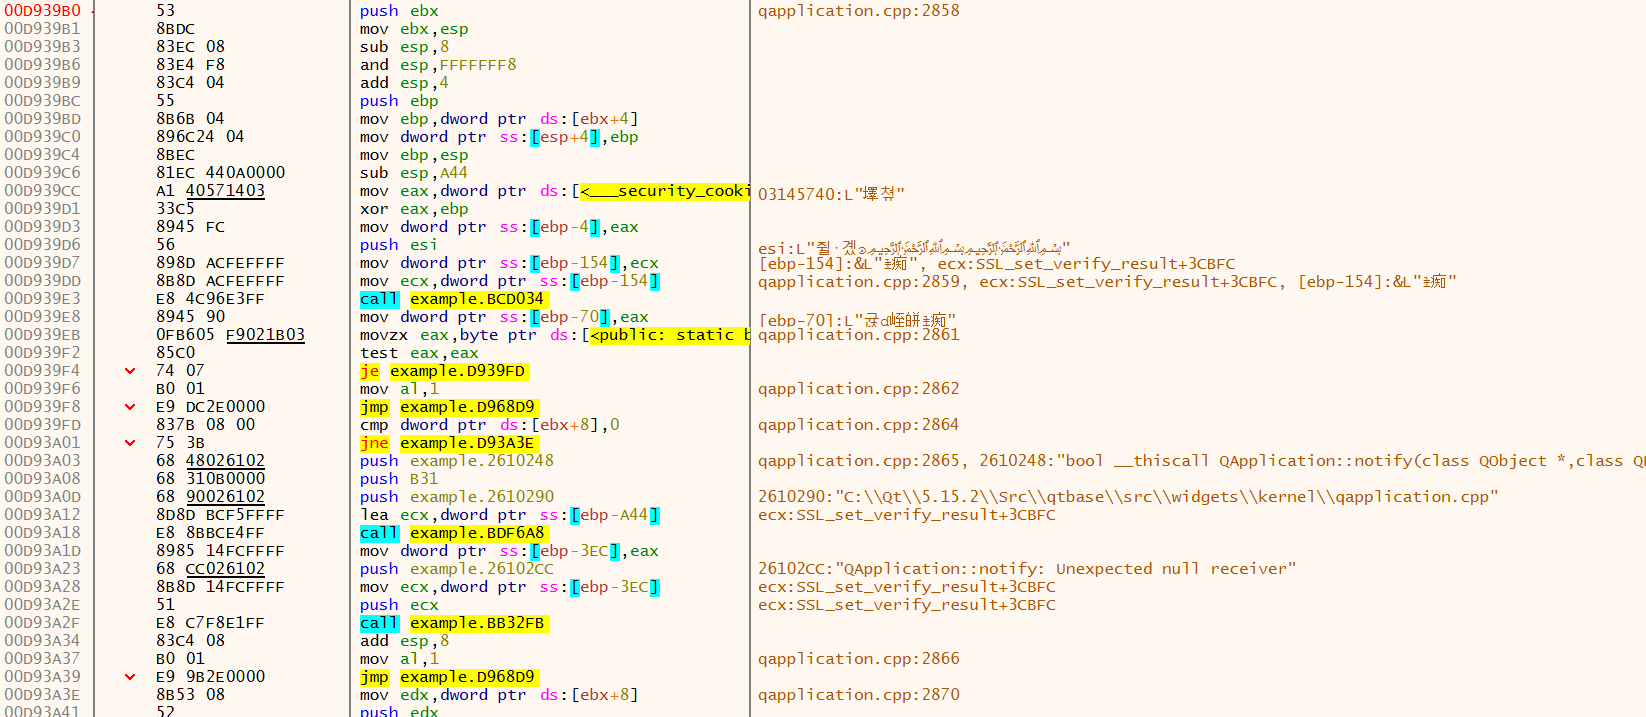 00D939B0 53 push ebx qapplication.cpp:2858
00D939B1 8BDC mov ebx,esp
00D939B3 83EC 08 sub esp,8
00D939B6 83E4 F8 and esp,FFFFFFF8
00D939B9 83C4 04 add esp,4
00D939BC 55 push ebp
00D939BD 8B6B 04 mov ebp,dword ptr ds:[ebx+4]
00D939C0 896C24 04 mov dword ptr ss:[esp+4],ebp
00D939C4 8BEC mov ebp,esp
00D939C6 81EC 440A0000 sub esp,A44
00D939CC A1 40571403 mov eax,dword ptr ds:[<___security_cooki 03145740:L"
00D939D1 33C5 xor eax,ebp
00D939D3 8945 FC mov dword ptr ss:[ebp-4],eax
00D939D6 56 push esi esi:L"
00D939D7 898D ACFEFFFF mov dword ptr ss:[ebp-154],ecx [ebp-154]:&L" ecx:SSL_set_verify_result+3CBFC
00D939DD 8B8D ACFEFFFF mov ecx,dword ptr ss:[ebp-154] qapplication.cpp:2859, ecx:SSL_set_verify_result+3CBFC, [ebp-154]:&L"
00D939E3 E8 4C96E3FF call example.BCD034
00D939E8 8945 90 mov dword ptr ss:[ebp-70],eax [ebp-70]:L"
00D939EB 0FB605 F9021B03 movzx eax,byte ptr ds:[<public: static b qapplication.cpp:2861
00D939F2 85C0 test eax,eax
00D939F4 74 07 je example.D939FD
00D939F6 B0 01 mov al,1 qapplication.cpp:2862
00D939F8 E9 DC2E0000 jmp example.D968D9
00D939FD 837B 08 00 cmp dword ptr ds:[ebx+8],0 qapplication.cpp:2864
00D93A01 75 3B jne example.D93A3E
00D93A03 68 48026102 push example.2610248 qapplication.cpp:2865, 2610248:"bool __thiscall QApplication::notify(class QObject *,class
00D93A08 68 310B0000 push B31
00D93A0D 68 90026102 push example.2610290 2610290:"C:\\Qt\\5.15.2\\Src\\qtbase\\src\\widgets\\kernel\\qapplication.cpp"
00D93A12 8D8D BCF5FFFF lea ecx,dword ptr ss:[ebp-A44] ecx:SSL_set_verify_result+3CBFC
00D93A18 E8 8BBCE4FF call example.BDF6A8
00D93A1D 8985 14FCFFFF mov dword ptr ss:[ebp-3EC],eax
00D93A23 68 CC026102 push example.26102CC 26102CC:"QApplication::notify: Unexpected null receiver"
00D93A28 8B8D 14FCFFFF mov ecx,dword ptr ss:[ebp-3EC] ecx:SSL_set_verify_result+3CBFC
00D93A2E 51 push ecx ecx:SSL_set_verify_result+3CBFC
00D93A2F E8 C7F8E1FF call example.BB32FB
00D93A34 83C4 08 add esp,8
00D93A37 B0 01 mov al,1 qapplication.cpp:2866
00D93A39 E9 9B2E0000 jmp example.D968D9
00D93A3E 8B53 08 mov edx,dword ptr ds:[ebx+8] qapplication.cpp:2870
00D93A41 52 push edx